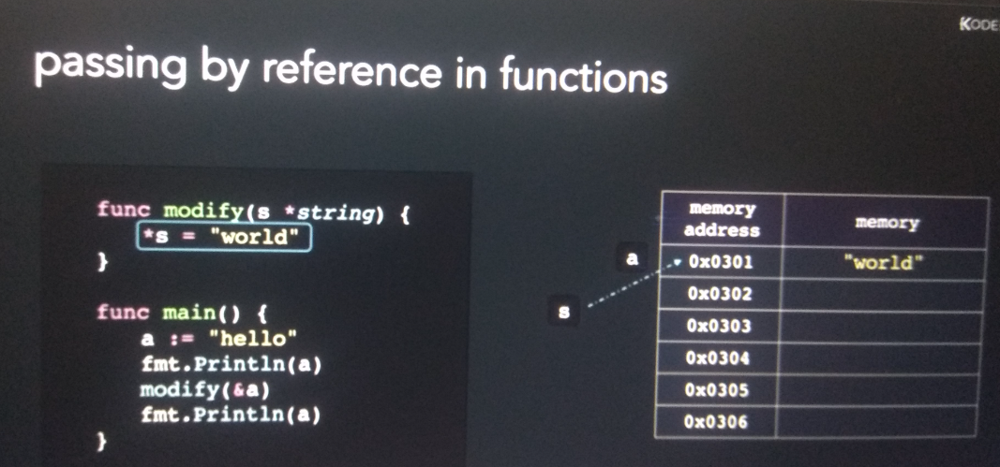 KODE
passing by reference in functions
func modify(s *string) {
*s = "world"
}
func main() {
a := "hello"
fmt.Println(a)
modify(&a)
fmt.Println(a)
}
memory address
memory
a
0x0301
"world"
s
0x0302
0x0303
0x0304
0x0305
0x0306